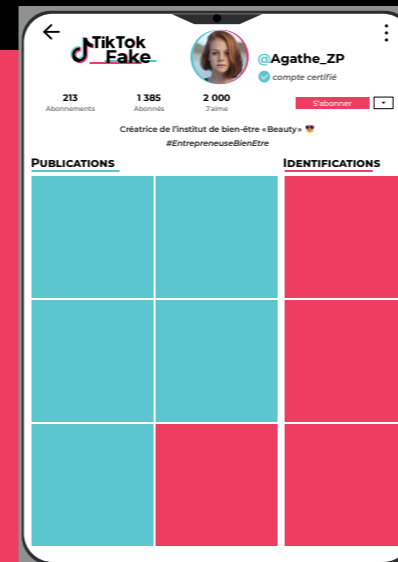 TikTok
Fake
@Agathe_ZP
compte certifié
213
Abonnements
1 385
Abonnés
2 000
J'aime
S'abonner
Créatrice de l'institut de bien-être «Beauty» 😎
#EntrepreneuseBienEtre
PUBLICATIONS
IDENTIFICATIONS